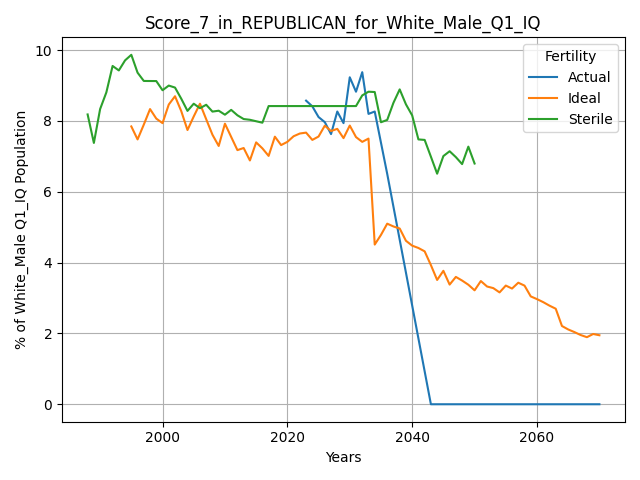 Score_7_in_REPUBLICAN_for_White_Male_Q1_IQ
Fertility
Actual
Ideal
Sterile
% of White_Male Q1_IQ Population
10
8
6
4
2
0
2000
2020
2040
2060
Years